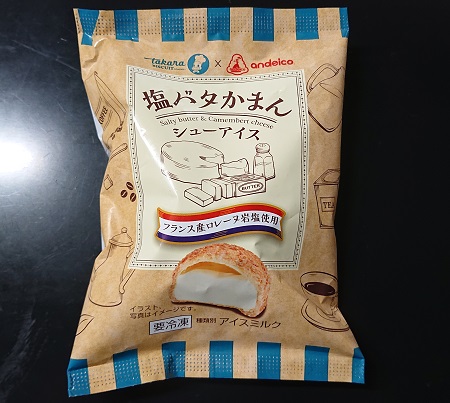 takara BISCUIT × andeico
塩バタかまん
Salty butter & Camembert cheese
シューアイス
BUTTER
COFFEE
TEA
フランス産ロレーヌ岩塩使用
イラスト、
写真はイメージです。
要冷凍 種類別 アイスミルク